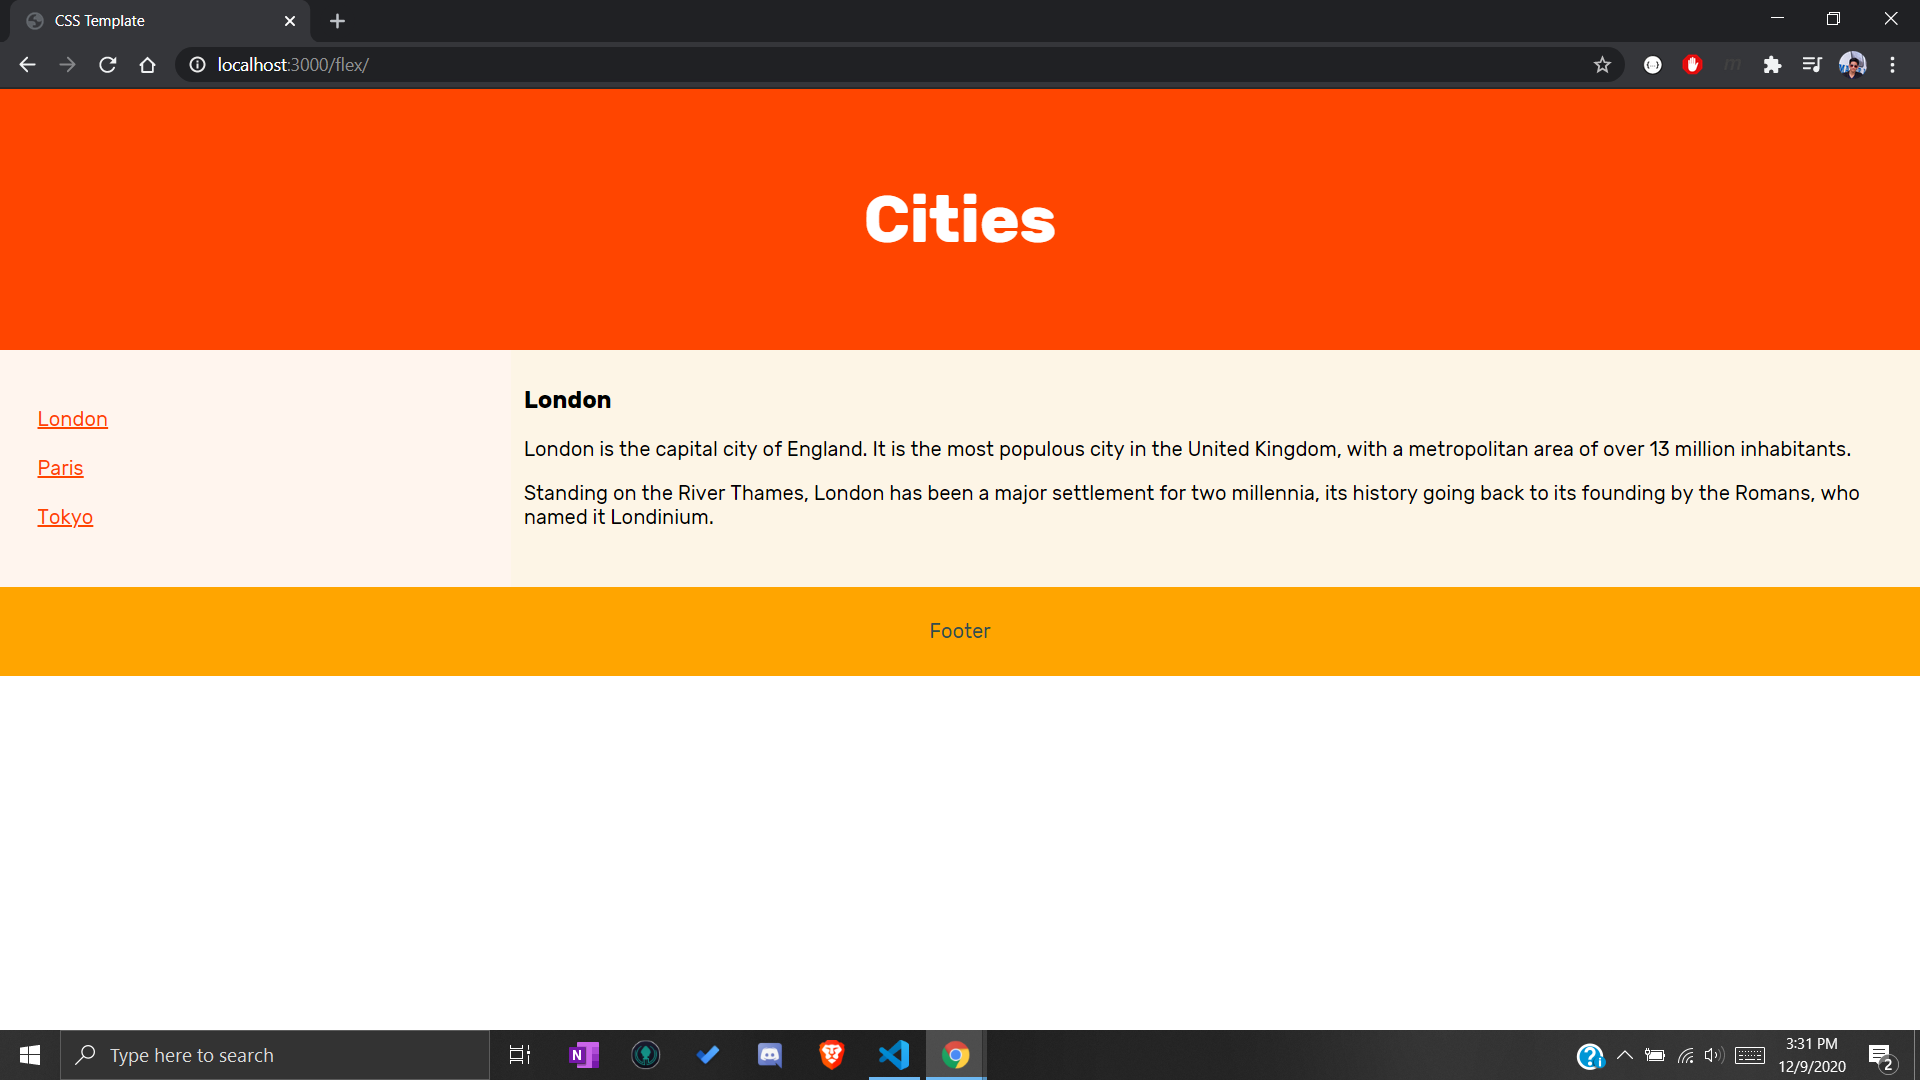 CSS Template
localhost:3000/flex/
Cities
London
Paris
Tokyo
London
London is the capital city of England. It is the most populous city in the United Kingdom, with a metropolitan area of over 13 million inhabitants.
Standing on the River Thames, London has been a major settlement for two millennia, its history going back to its founding by the Romans, who
named it Londinium.
Footer
Type here to search
N
3:31 PM
12/9/2020
2